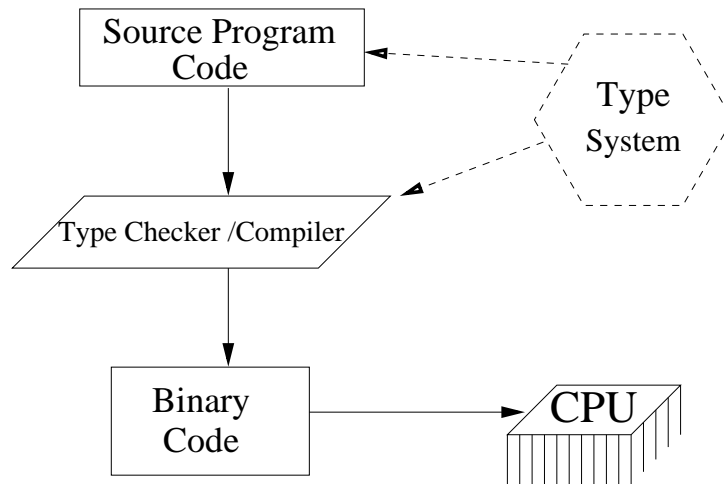 Source Program
Code
Type
System
Type Checker /Compiler
Binary
Code
CPU